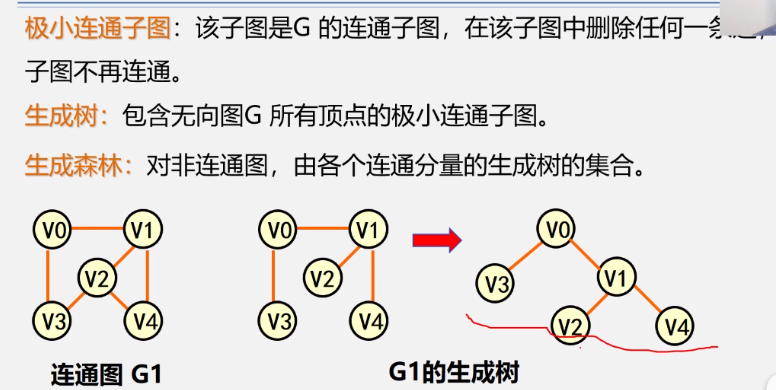 极小连通子图：该子图是G 的连通子图，在该子图中删除任何一条
子图不再连通。
生成树：包含无向图G 所有顶点的极小连通子图。
生成森林：对非连通图，由各个连通分量的生成树的集合。
V0 V1 V0 V1 V0
V2 V2 V3 V1
V3 V4 V3 V4 V2 V4
连通图 G1 G1的生成树